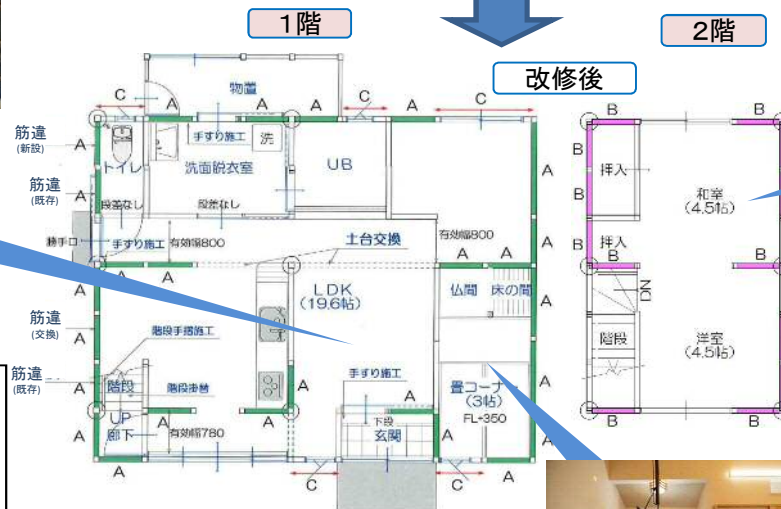 1階
2階
改修後
物置
C
A
A
A
C
A
C
筋違
(新設)
A
手すり施工
洗
トイレ
洗面脱衣室
UB
筋違
(既存)
A
段差なし
段差なし
A
A
勝手口
手すり施工
有効幅800
土台交換
有効幅800
A
A
A
A
A
LDK
(19.6帖)
仏間
床の間
A
A
筋違
(交換)
A
階段手摺施工
A
筋違
(既存)
A
階段
階段掛替
手すり施工
畳コーナー
(3帖)
FL+350
A
A
A
A
UP
廊下
有効幅780
下段
玄関
A
A
A
A
A
C
C
A
B
B
B
押入
和室
(4.5帖)
B
B
押入
B
B
DN
階段
洋室
(4.5帖)
B
B